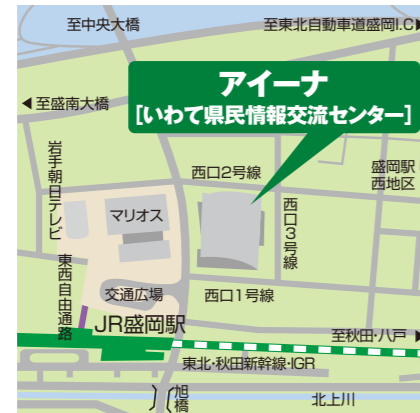 至中央大橋
至東北自動車道盛岡I.C▶
アイーナ
[いわて県民情報交流センター]
◀至盛南大橋
岩手朝日テレビ
西口2号線
盛岡駅
西地区
マリオス
西口3号線
東西自由通路
交通広場
西口1号線
JR盛岡駅
至秋田・八戸▶
東北・秋田新幹線・IGR
旭橋
北上川